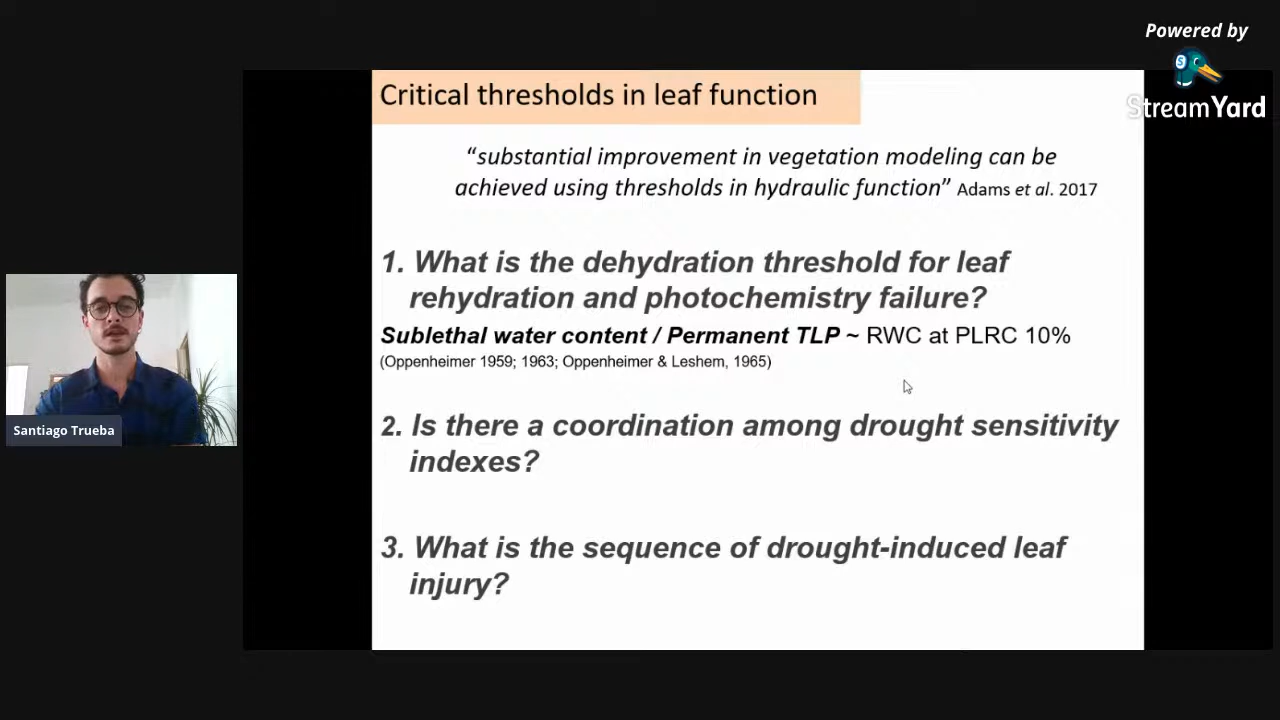 Powered by
StreamYard
Critical thresholds in leaf function
“substantial improvement in vegetation modeling can be
achieved using thresholds in hydraulic function” Adams et al. 2017
1. What is the dehydration threshold for leaf
rehydration and photochemistry failure?
Sublethal water content / Permanent TLP ~ RWC at PLRC 10%
(Oppenheimer 1959; 1963; Oppenheimer & Leshem, 1965)
2. Is there a coordination among drought sensitivity
indexes?
3. What is the sequence of drought-induced leaf
injury?
Santiago Trueba